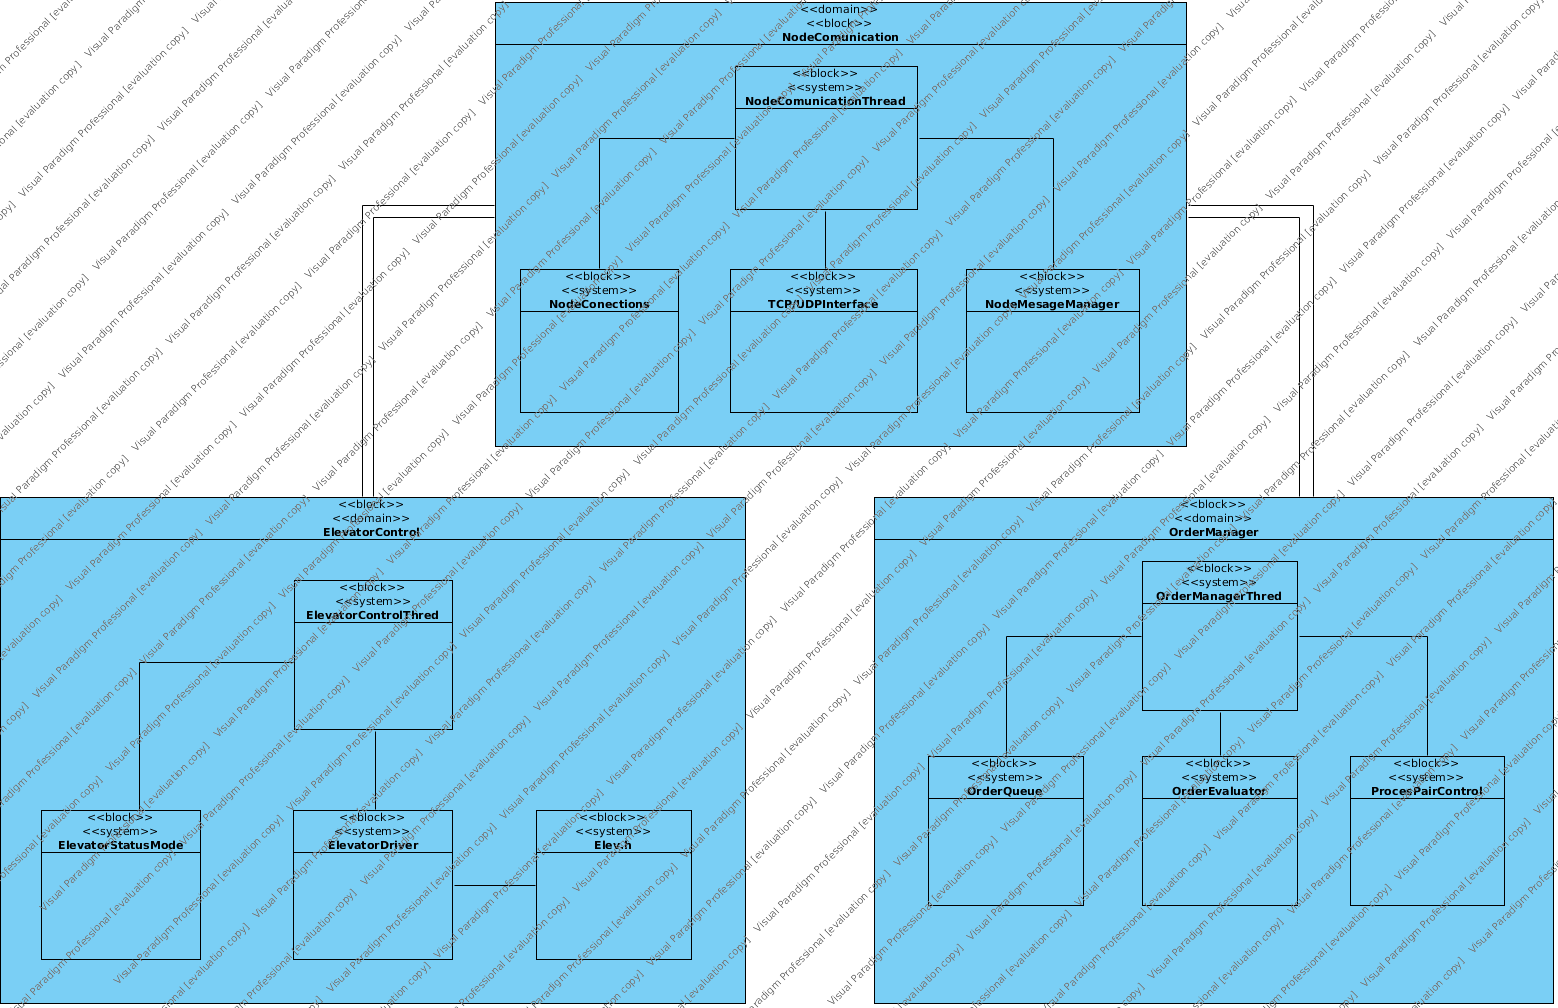 <<domain>>
<<block>>
NodeComunication
<<block>>
<<system>>
NodeComunicationThread
<<block>>
<<system>>
NodeConections
<<block>>
<<system>>
TCP/UDPInterface
<<block>>
<<system>>
NodeMesageManager
<<block>>
<<domain>>
ElevatorControl
<<block>>
<<system>>
ElevatorControlThred
<<block>>
<<system>>
ElevatorStatusMode
<<block>>
<<system>>
ElevatorDriver
<<block>>
<<system>>
Elev.h
<<block>>
<<domain>>
OrderManager
<<block>>
<<system>>
OrderManagerThred
<<block>>
<<system>>
OrderQueue
<<block>>
<<system>>
OrderEvaluator
<<block>>
<<system>>
ProcesPairControl
Visual Paradigm Professional [evaluation copy]